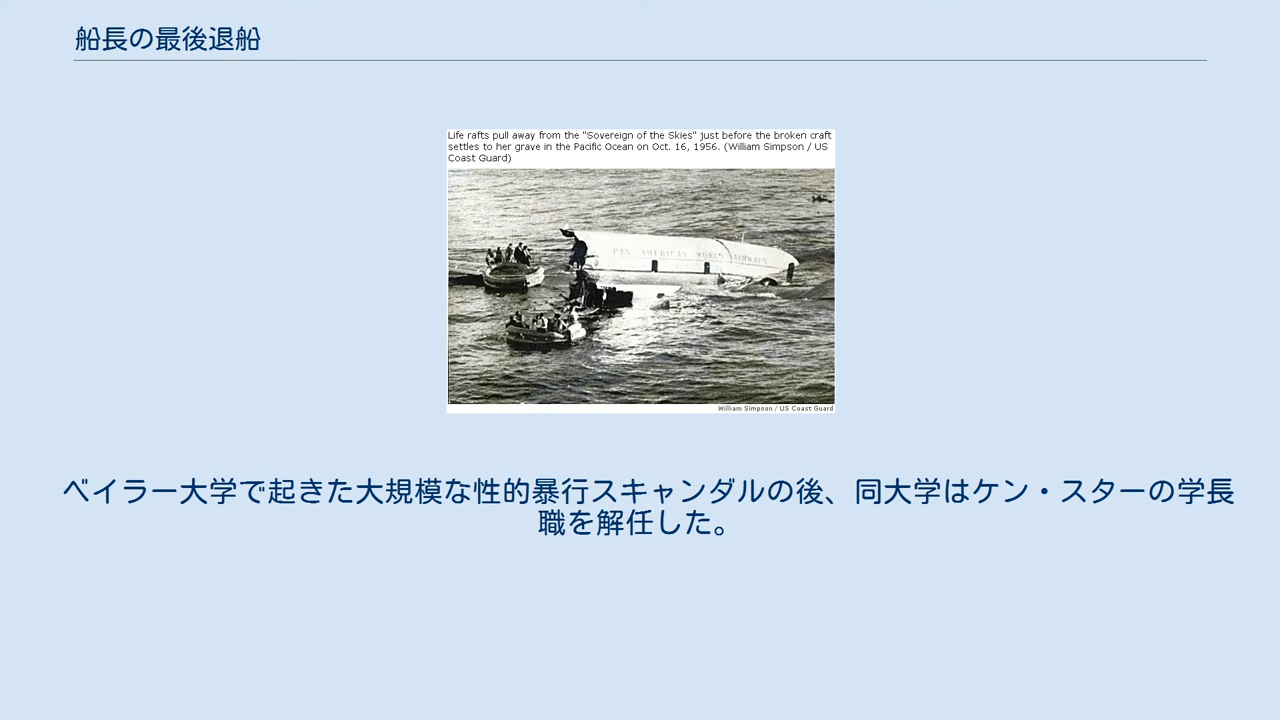 船長の最後退船
Life rafts pull away from the "Sovereign of the Skies" just before the broken craft
settles to her grave in the Pacific Ocean on Oct. 16, 1956. (William Simpson / US
Coast Guard)
PAN AMERICAN WORLD AIRWAYS
William Simpson / US Coast Guard
ベイラー大学で起きた大規模な性的暴行スキャンダルの後、同大学はケン・スターの学長
職を解任した。